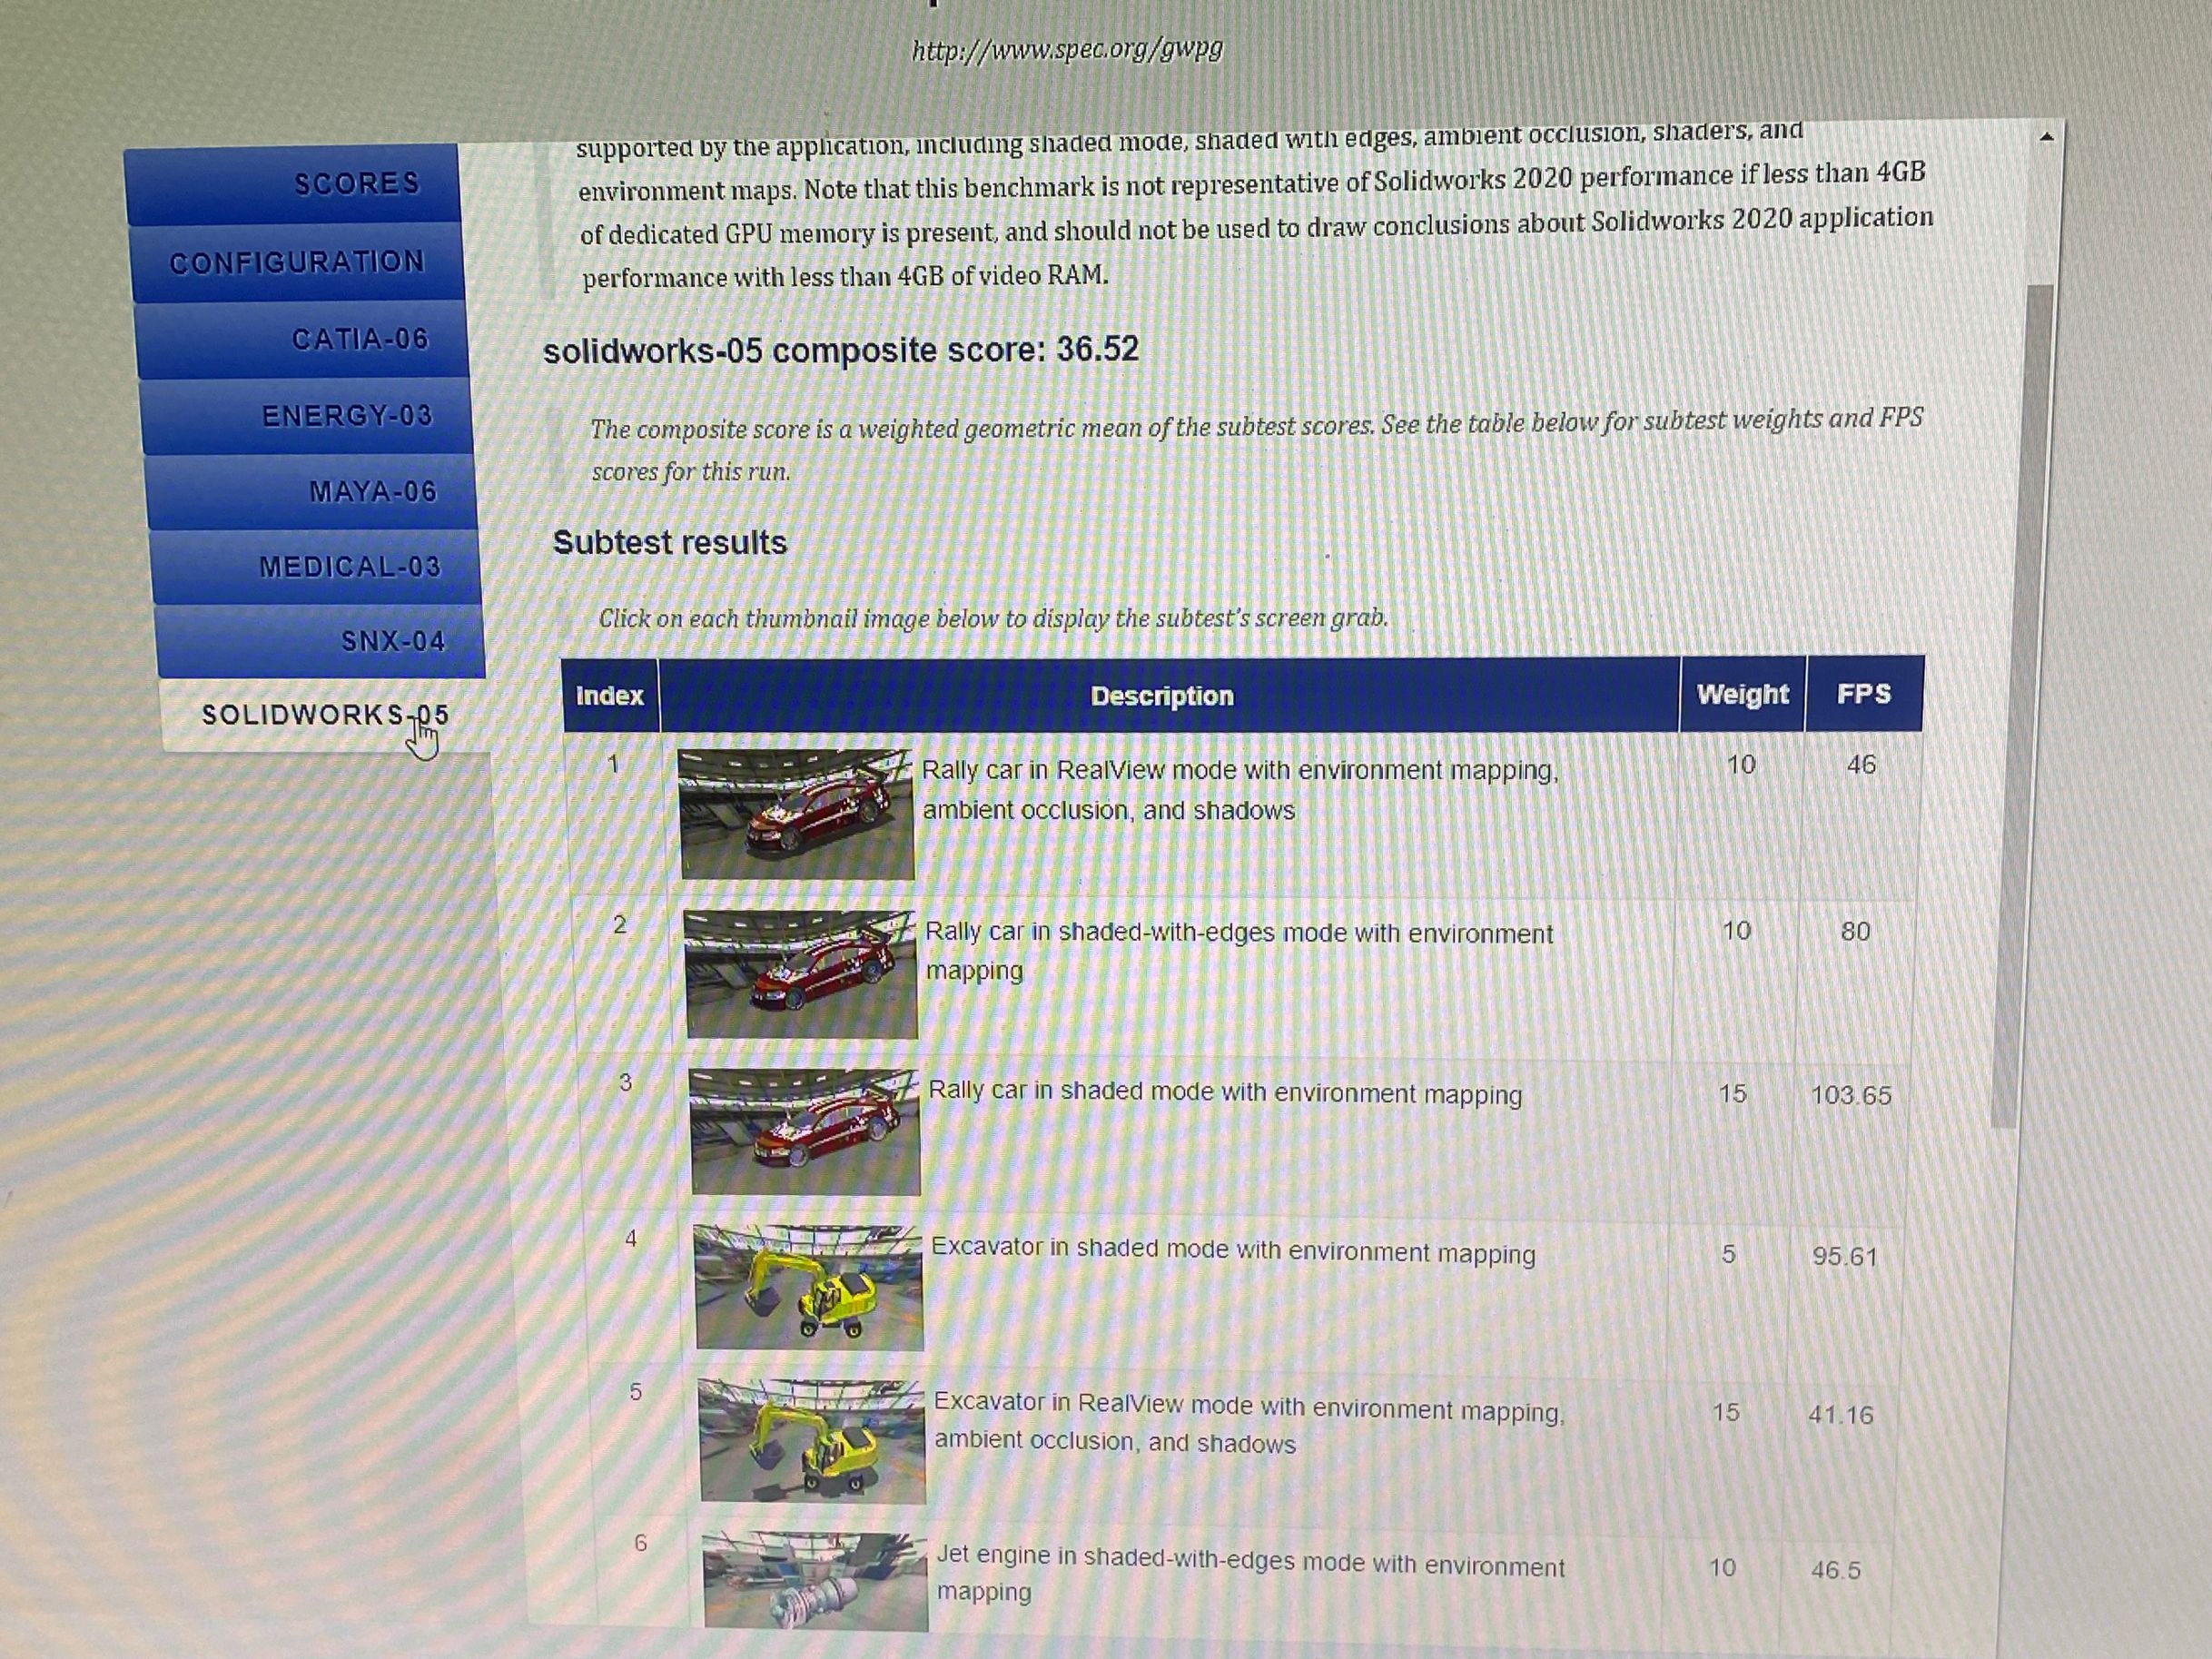 http://www.spec.org/gwpg
SCORES
CONFIGURATION
CATIA-06
ENERGY-03
MAYA-06
MEDICAL-03
SNX-04
SOLIDWORKS-05
supported by the application, including shaded mode, shaded with edges, ambient occlusion, shaders, and
environment maps. Note that this benchmark is not representative of Solidworks 2020 performance if less than 4GB
of dedicated GPU memory is present, and should not be used to draw conclusions about Solidworks 2020 application
performance with less than 4GB of video RAM.
solidworks-05 composite score: 36.52
The composite score is a weighted geometric mean of the subtest scores. See the table below for subtest weights and FPS
scores for this run.
Subtest results
Click on each thumbnail image below to display the subtest's screen grab.
Index Description Weight FPS
1 Rally car in RealView mode with environment mapping, 10 46
ambient occlusion, and shadows
2 Rally car in shaded-with-edges mode with environment 10 80
mapping
3 Rally car in shaded mode with environment mapping 15 103.65
4 Excavator in shaded mode with environment mapping 5 95.61
5 Excavator in RealView mode with environment mapping, 15 41.16
ambient occlusion, and shadows
6 Jet engine in shaded-with-edges mode with environment 10 46.5
mapping